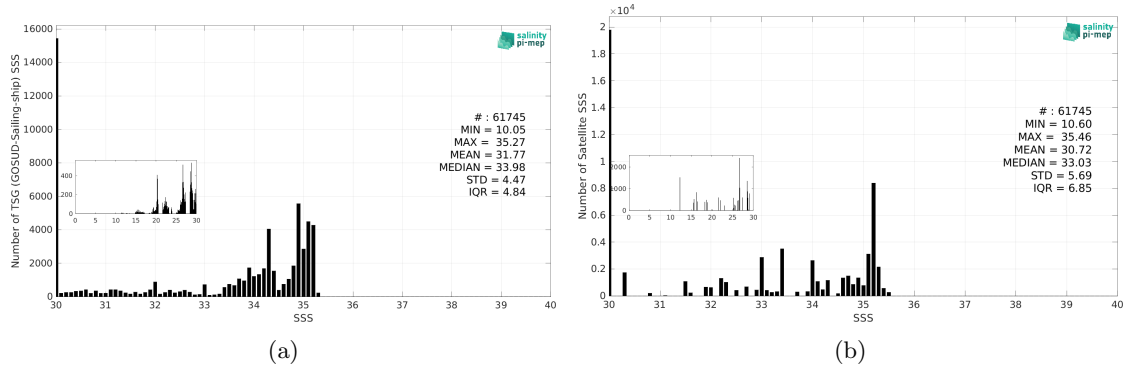 16000
14000
12000
10000
8000
6000
4000
2000
0
Number of TSG (GOSUD-Sailing-ship) SSS
salinity
pi-mep
# : 61745
MIN = 10.05
MAX = 35.27
MEAN = 31.77
MEDIAN = 33.98
STD = 4.47
IQR = 4.84
400
200
0
0 5 10 15 20 25 30
30 31 32 33 34 35 36 37 38 39 40
SSS
(a)
×10⁴
2
1.8
1.6
1.4
1.2
1
0.8
0.6
0.4
0.2
0
Number of Satellite SSS
salinity
pi-mep
# : 61745
MIN = 10.60
MAX = 35.46
MEAN = 30.72
MEDIAN = 33.03
STD = 5.69
IQR = 6.85
2000
1000
0
0 5 10 15 20 25 30
30 31 32 33 34 35 36 37 38 39 40
SSS
(b)